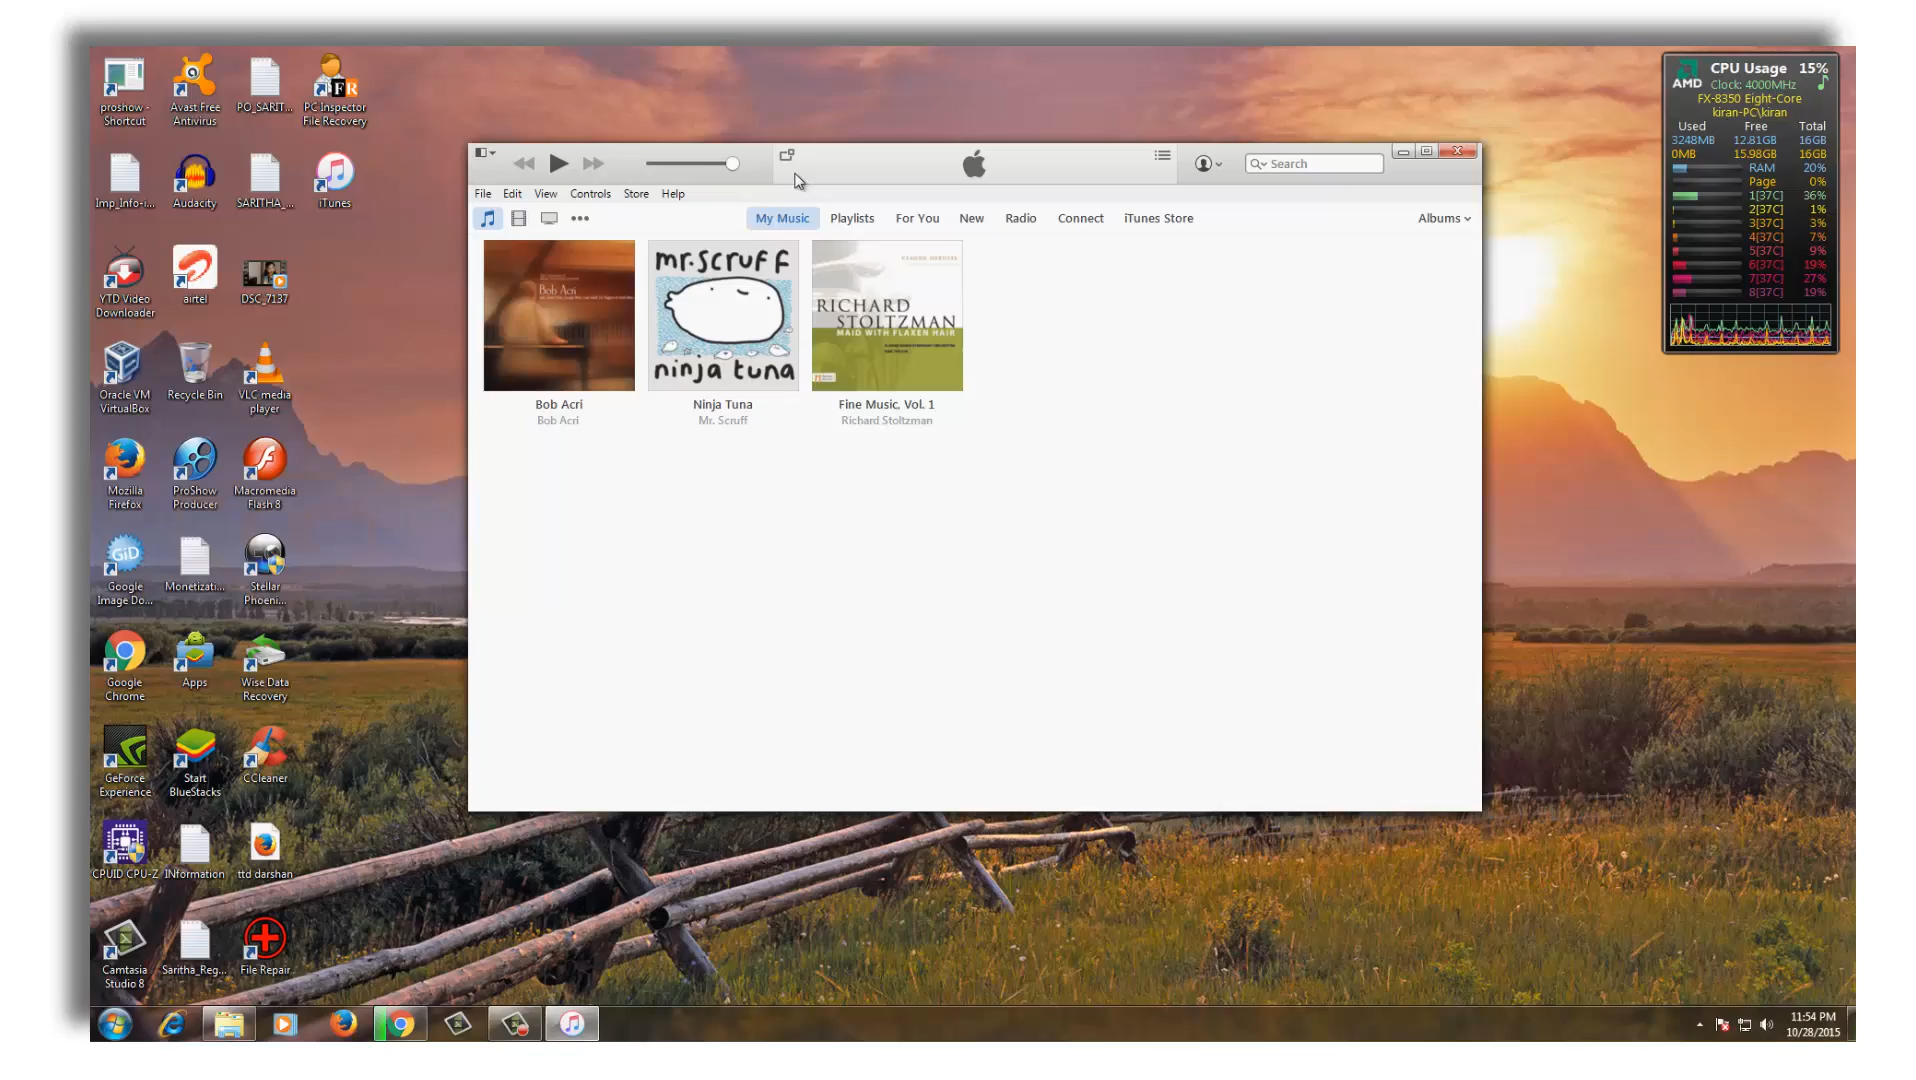 proshow -
Shortcut
Avast Free
Antivirus
PO_SARIT...
PC Inspector
File Recovery
Imp_Info-i...
Audacity
SARITHA_...
iTunes
YTD Video
Downloader
airtel
DSC_7137
Oracle VM
VirtualBox
Recycle Bin
VLC media
player
Mozilla
Firefox
ProShow
Producer
Macromedia
Flash 8
GiD
Google
Image Do...
Monetizati...
Stellar
Phoeni...
Google
Chrome
Apps
Wise Data
Recovery
GeForce
Experience
Start
BlueStacks
CCleaner
CPUID CPU-Z
INformation
ttd darshan
Camtasia
Studio 8
Saritha_Reg...
File Repair
Search
File Edit View Controls Store Help
My Music Playlists For You New Radio Connect iTunes Store Albums
Bob Acri
mr.scruff
ninja tuna
RICHARD
STOLTZMAN
MAID WITH FLAXEN HAIR
Bob Acri
Bob Acri
Ninja Tuna
Mr. Scruff
Fine Music, Vol. 1
Richard Stoltzman
AMD
CPU Usage 15%
Clock: 4000MHz
FX-8350 Eight-Core
kiran-PC\kiran
Used Free Total
3248MB 12.81GB 16GB
0MB 15.98GB 16GB
RAM 20%
Page 0%
1[37C] 36%
2[37C] 1%
3[37C] 3%
4[37C] 7%
5[37C] 9%
6[37C] 19%
7[37C] 27%
8[37C] 19%
11:54 PM
10/28/2015